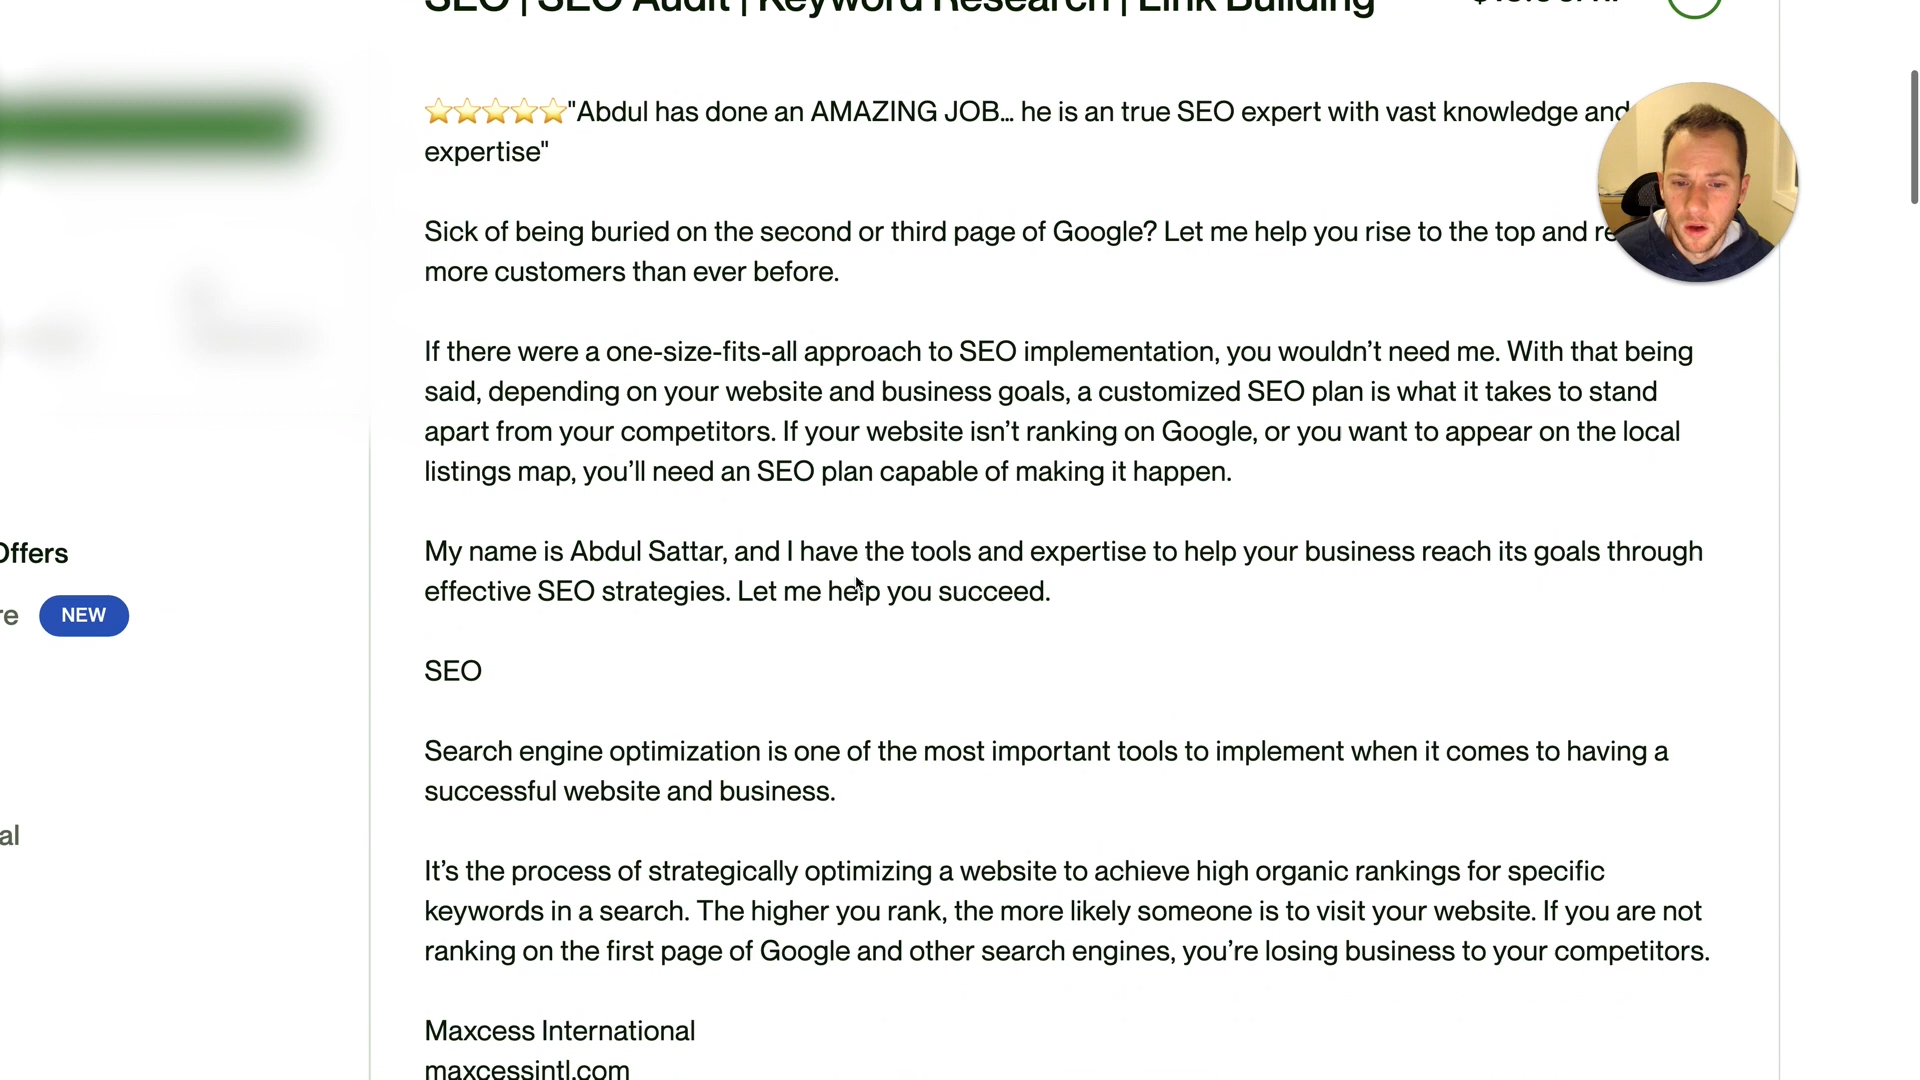 SEO | SEO Audit | Keyword Research | Link Building
⭐⭐⭐⭐⭐"Abdul has done an AMAZING JOB... he is an true SEO expert with vast knowledge and
expertise"
Sick of being buried on the second or third page of Google? Let me help you rise to the top and
more customers than ever before.
If there were a one-size-fits-all approach to SEO implementation, you wouldn’t need me. With that being
said, depending on your website and business goals, a customized SEO plan is what it takes to stand
apart from your competitors. If your website isn’t ranking on Google, or you want to appear on the local
listings map, you’ll need an SEO plan capable of making it happen.
My name is Abdul Sattar, and I have the tools and expertise to help your business reach its goals through
effective SEO strategies. Let me help you succeed.
Offers
re NEW
SEO
Search engine optimization is one of the most important tools to implement when it comes to having a
successful website and business.
al
It’s the process of strategically optimizing a website to achieve high organic rankings for specific
keywords in a search. The higher you rank, the more likely someone is to visit your website. If you are not
ranking on the first page of Google and other search engines, you’re losing business to your competitors.
Maxcess International
maxcessintl.com